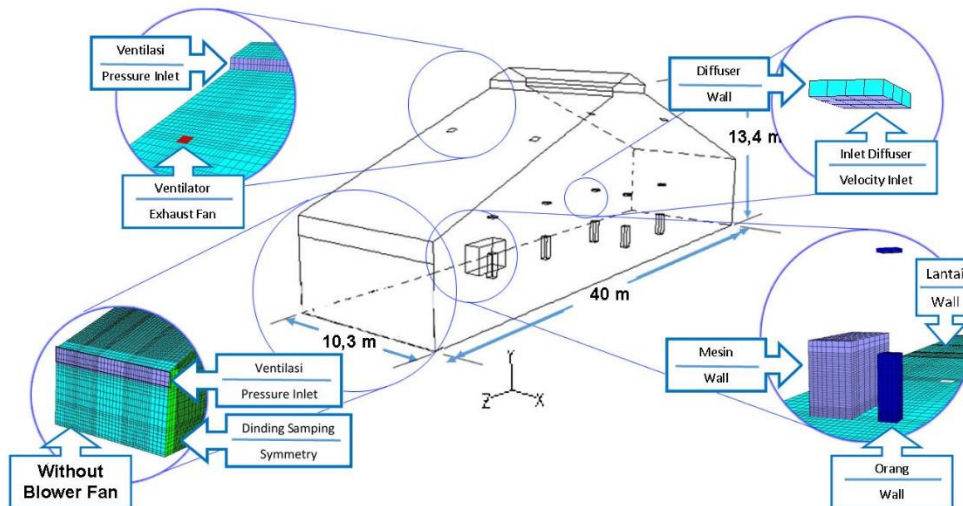 Ventilasi
Pressure Inlet
Ventilator
Exhaust Fan
Diffuser
Wall
13,4 m
Inlet Diffuser
Velocity Inlet
Lantai
Wall
Mesin
Wall
Orang
Wall
40 m
10,3 m
Y
Z
X
Ventilasi
Pressure Inlet
Dinding Samping
Symmetry
Without
Blower Fan